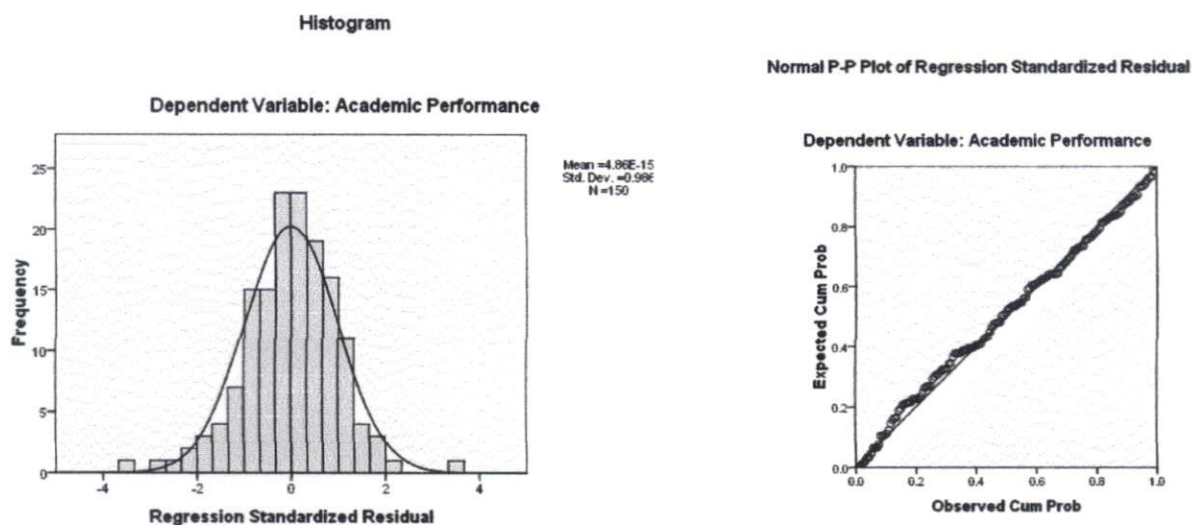 Histogram
Dependent Variable: Academic Performance
Mean =4.86E-15
Std. Dev. =0.986
N =150
25
20
15
10
5
0
Frequency
-4 -2 0 2 4
Regression Standardized Residual
Normal P-P Plot of Regression Standardized Residual
Dependent Variable: Academic Performance
1.0
0.8
0.6
0.4
0.2
0.0
Expected Cum Prob
0.0 0.2 0.4 0.6 0.8 1.0
Observed Cum Prob